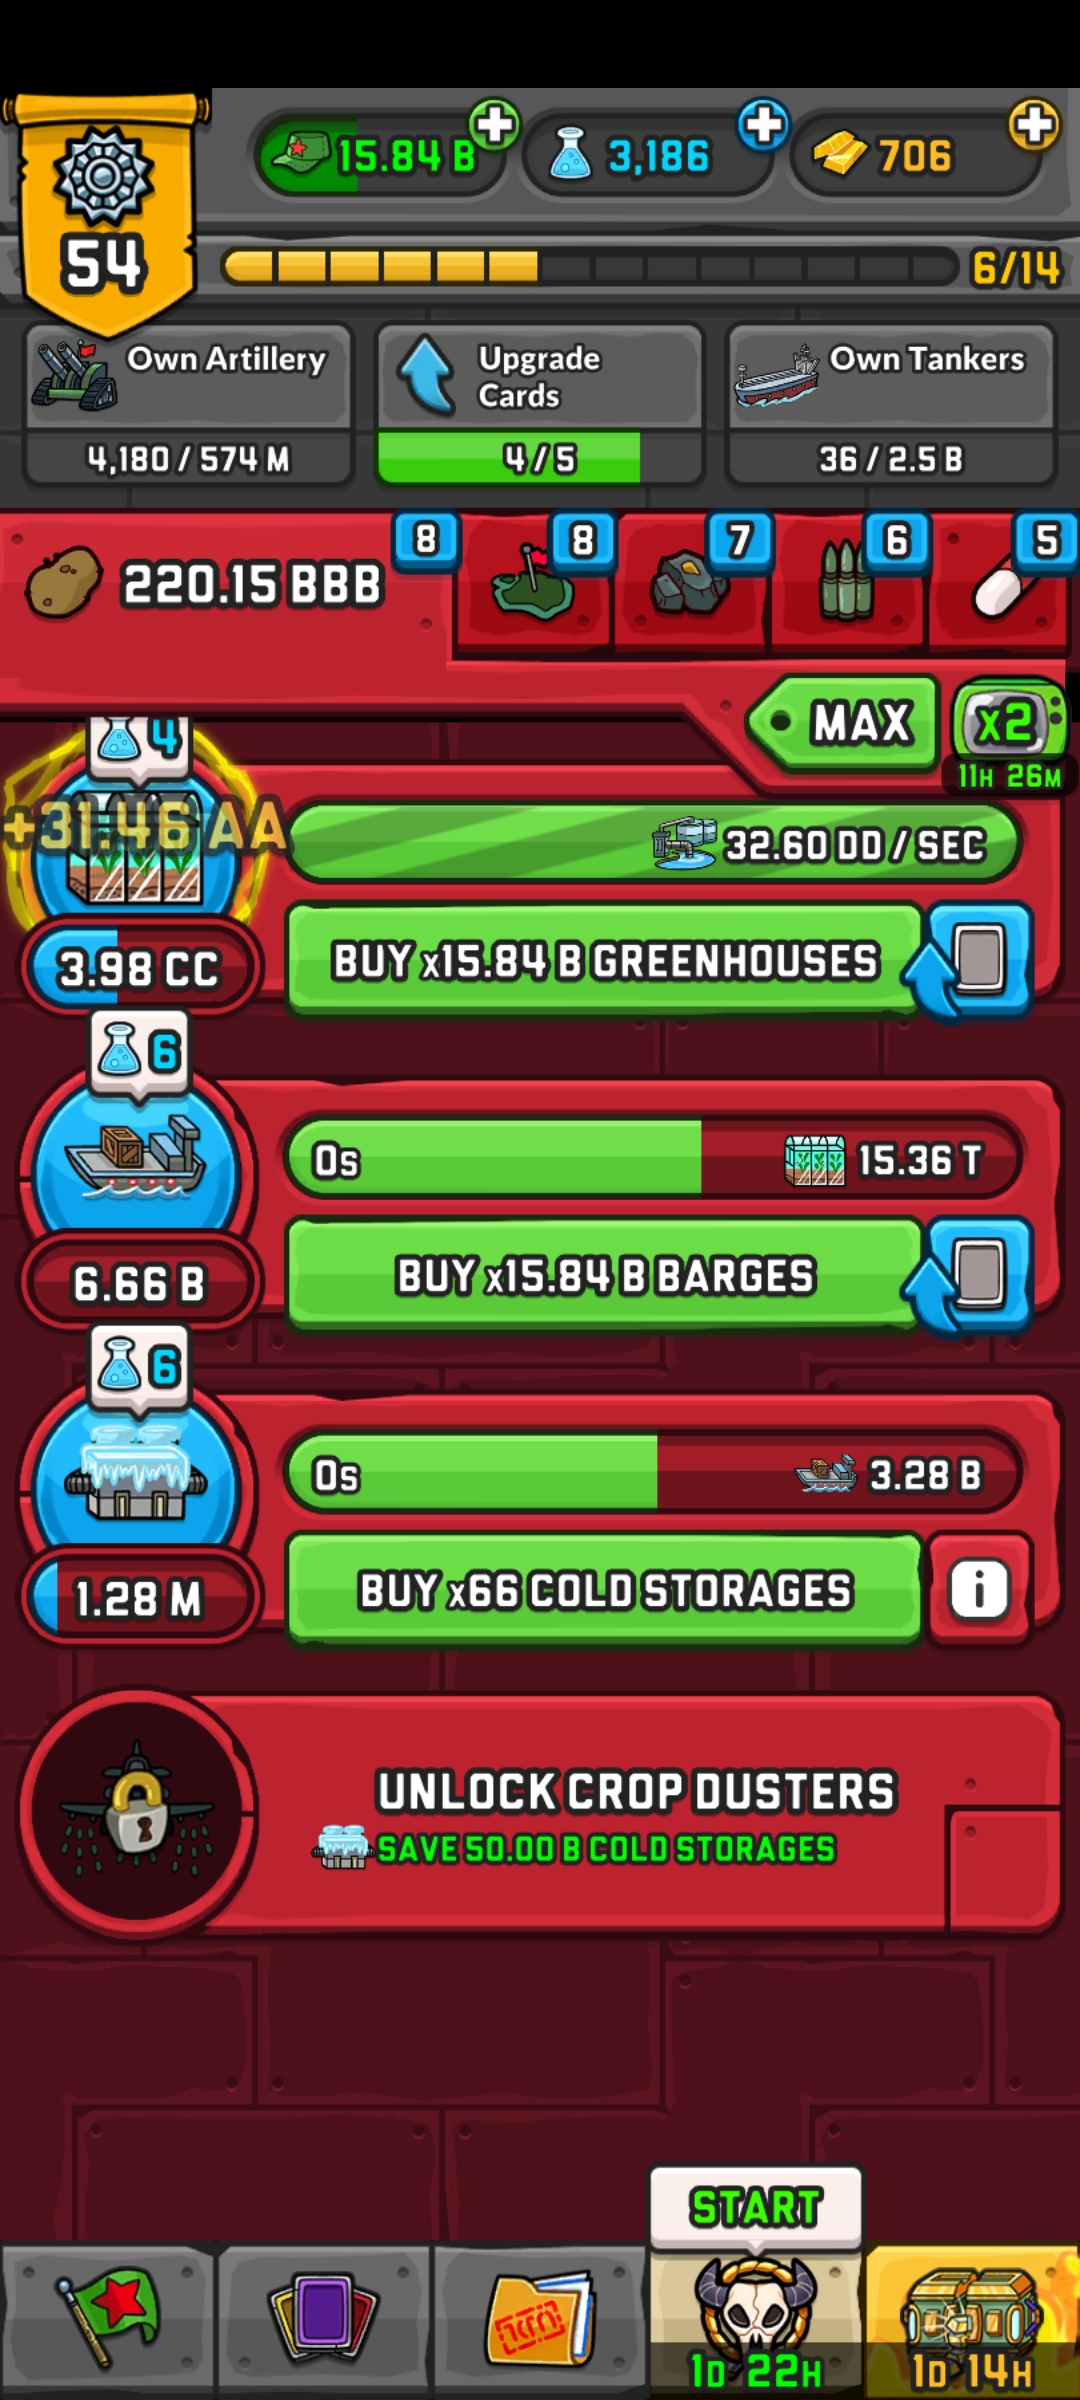 15.84 B
3,186
706
54
6/14
Own Artillery
4,180 / 574 M
Upgrade
Cards
4 / 5
Own Tankers
36 / 2.5 B
220.15 BBB
8
8
7
6
5
MAX
x2
11H 26M
4
+31.46 AA
32.60 DD / SEC
3.98 CC
BUY x15.84 B GREENHOUSES
6
0s
15.36 T
6.66 B
BUY x15.84 B BARGES
6
0s
3.28 B
1.28 M
BUY x66 COLD STORAGES
i
UNLOCK CROP DUSTERS
SAVE 50.00 B COLD STORAGES
START
1D 22H
1D 14H